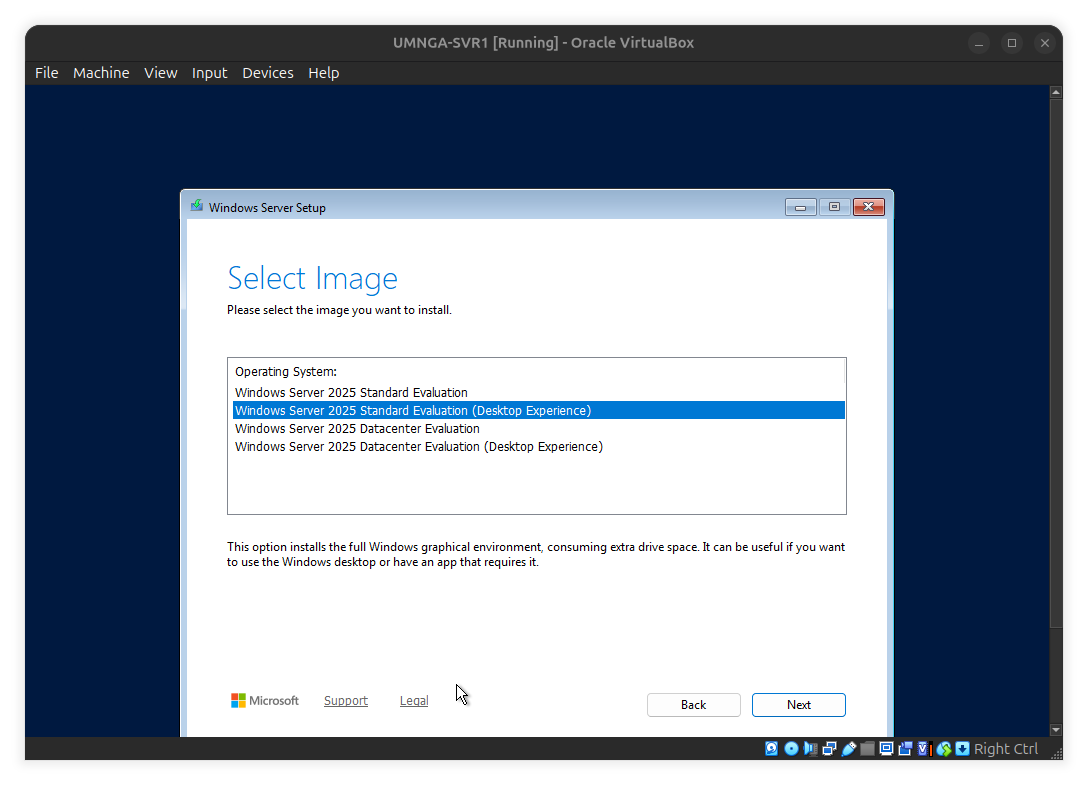 UMNGA-SVR1 [Running] - Oracle VirtualBox
File Machine View Input Devices Help
Windows Server Setup
Select Image
Please select the image you want to install.
Operating System:
Windows Server 2025 Standard Evaluation
Windows Server 2025 Standard Evaluation (Desktop Experience)
Windows Server 2025 Datacenter Evaluation
Windows Server 2025 Datacenter Evaluation (Desktop Experience)
This option installs the full Windows graphical environment, consuming extra drive space. It can be useful if you want
to use the Windows desktop or have an app that requires it.
Microsoft Support Legal Back Next
Right Ctrl